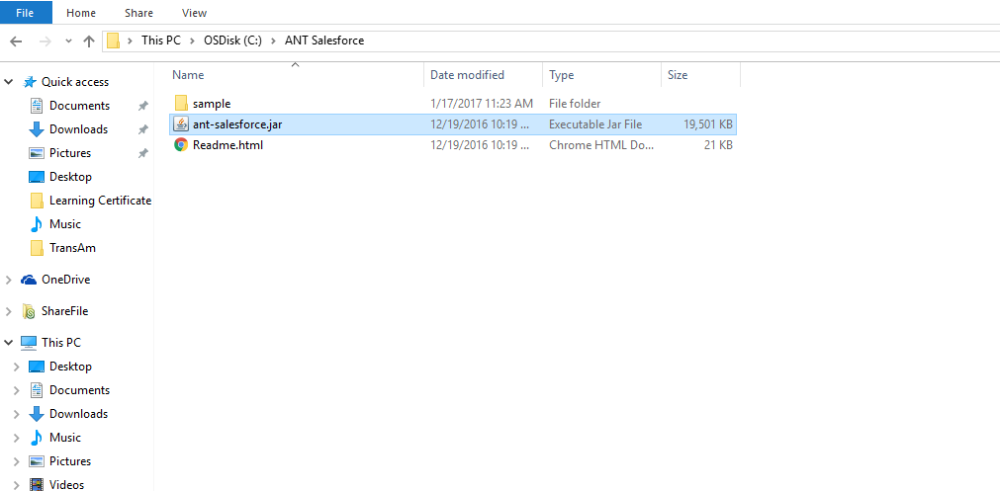 File Home Share View
This PC OSDisk (C:) ANT Salesforce
Name Date modified Type Size
Quick access
sample 1/17/2017 11:23 AM File folder
Documents
ant-salesforce.jar 12/19/2016 10:19 ... Executable Jar File 19,501 KB
Downloads
Readme.html 12/19/2016 10:19 ... Chrome HTML Do... 21 KB
Pictures
Desktop
Learning Certificate
Music
TransAm
OneDrive
ShareFile
This PC
Desktop
Documents
Downloads
Music
Pictures
Videos